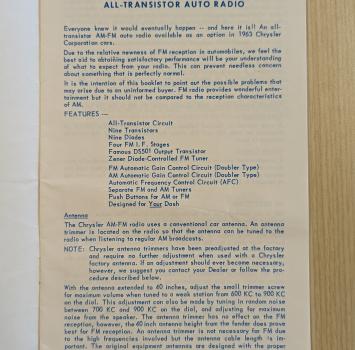 ALL-TRANSISTOR AUTO RADIO
Everyone knew it would eventually happen -- and here it is! An all-
transistor AM-FM auto radio available as an option in 1963 Chrysler
Corporation cars.
Due to the relative newness of FM reception in automobiles, we feel the
best aid to obtaining satisfactory performance will be your understanding
of what to expect from your radio. This can prevent needless concern
about something that is perfectly normal.
It is the intention of this booklet to point out the possible problems that
may arise due to an uninformed buyer. FM radio provides wonderful enter-
tainment but it should not be compared to the reception characteristics
of AM.
FEATURES —
All-Transistor Circuit
Nine Transistors
Nine Diodes
Four FM I.F. Stages
Famous DS501 Output Transistor
Zener Diode-Controlled FM Tuner
FM Automatic Gain Control Circuit (Doubler Type)
AM Automatic Gain Control Circuit (Doubler Type)
Automatic Frequency Control Circuit (AFC)
Separate FM and AM Tuners
Push Buttons for AM or FM
Designed for Your Dash
Antenna
The Chrysler AM-FM radio uses a conventional car antenna. An antenna
trimmer is located on the radio so that the antenna can be tuned to the
radio when listening to regular AM broadcasts.
NOTE: Chrysler antenna trimmers have been preadjusted at the factory
and require no further adjustment when used with a Chrysler
factory antenna. If an adjustment should ever become necessary,
however, we suggest you contact your Dealer or follow the pro-
cedure described below.
With the antenna extended to 40 inches, adjust the small trimmer screw
for maximum volume when tuned to a weak station from 600 KC to 900 KC
on the dial. This adjustment can also be made by tuning in random noise
between 700 KC and 900 KC on the dial, and adjusting for maximum
noise from the speaker. The antenna trimmer has no effect on the FM
reception, however, the 40 inch antenna height from the fender does prove
best for FM reception. An antenna trimmer is not necessary for FM due
to the high frequencies involved but the antenna cable length is im-
portant. The original equipment antennas are designed with the proper